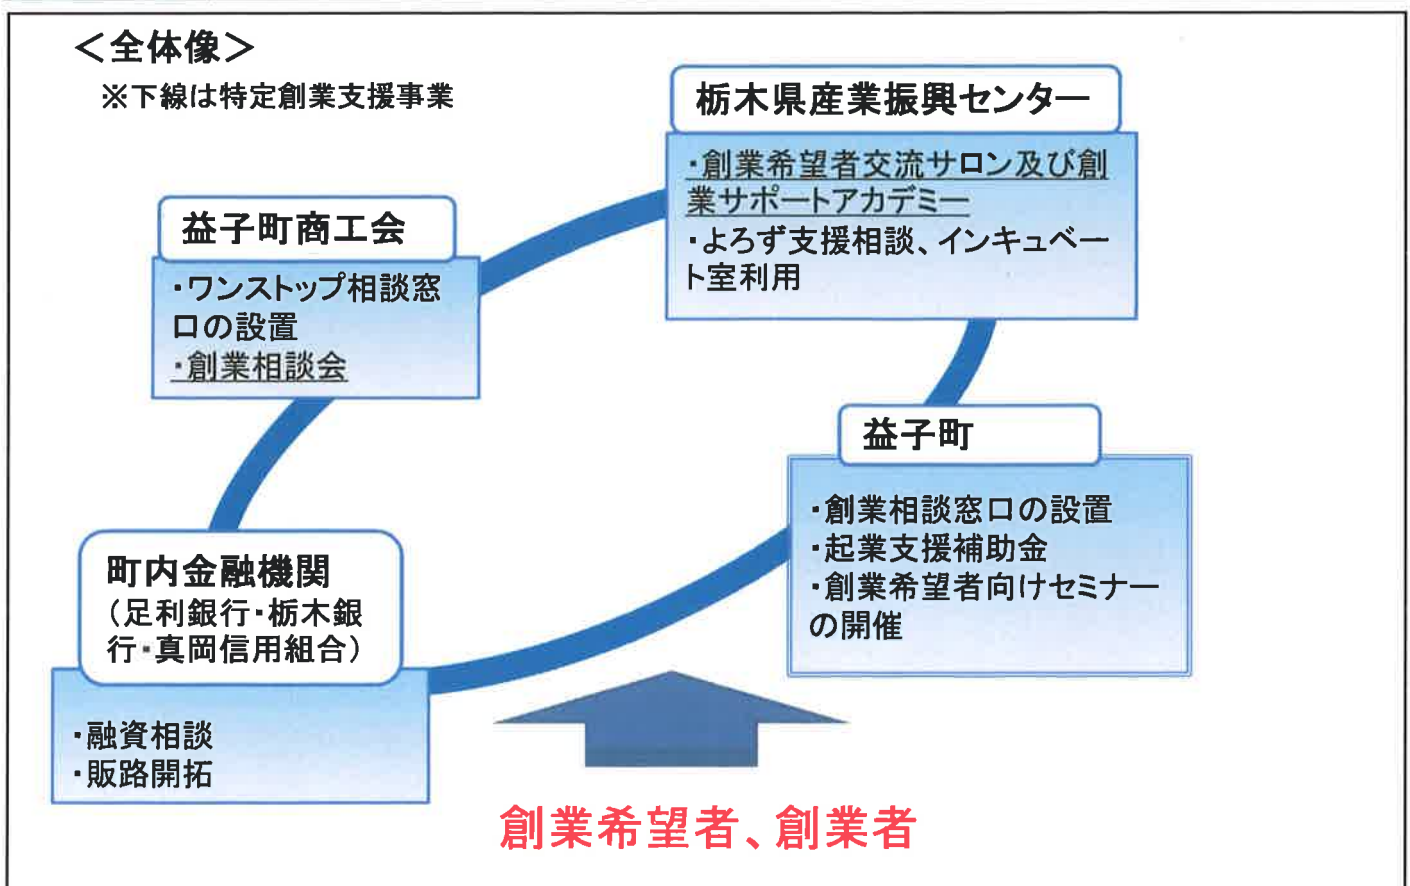 ＜全体像＞
※下線は特定創業支援事業
栃木県産業振興センター
・創業希望者交流サロン及び創
業サポートアカデミー
・よろず支援相談、インキュベー
ト室利用
益子町商工会
・ワンストップ相談窓
口の設置
・創業相談会
益子町
・創業相談窓口の設置
・起業支援補助金
・創業希望者向けセミナー
の開催
町内金融機関
（足利銀行・栃木銀
行・真岡信用組合）
・融資相談
・販路開拓
創業希望者、創業者